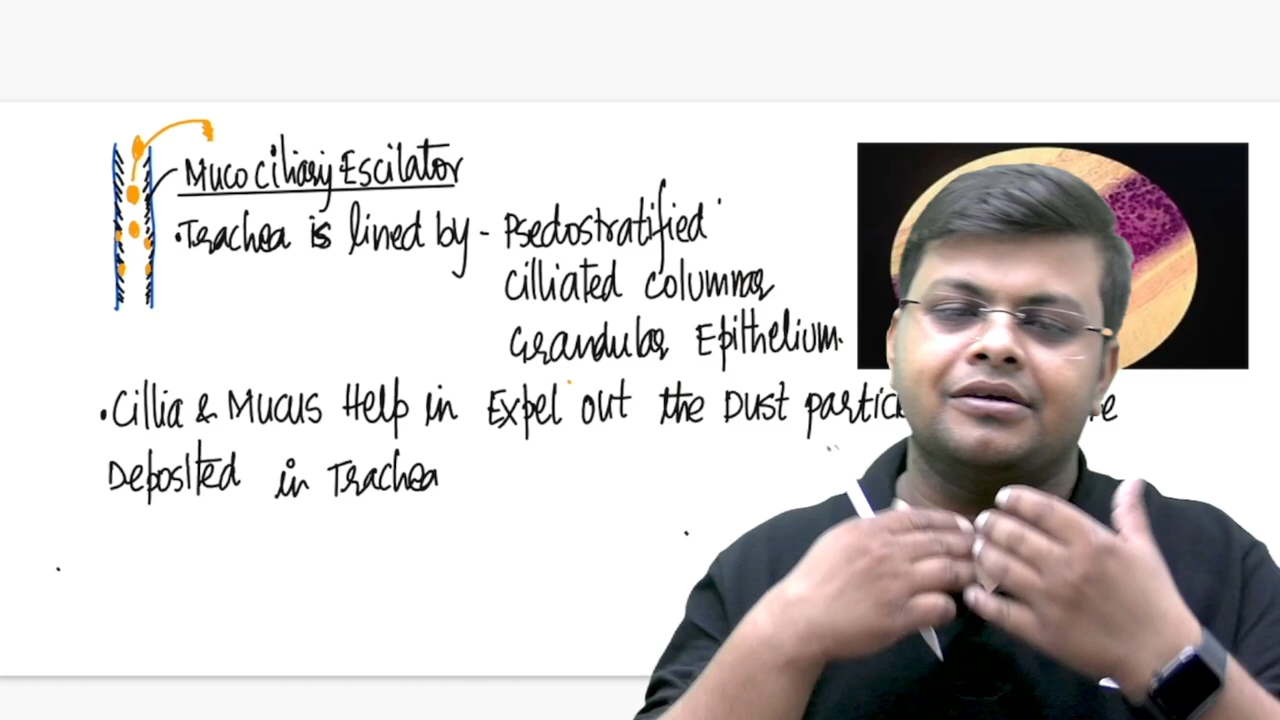 Muco Ciliary Escilator
•Trachea is lined by - Psedostratified
Cilliated columnar
Grandular Epithelium.
•Cillia & Mucus Help in Expel out the Dust partic
Deposited in Trachea